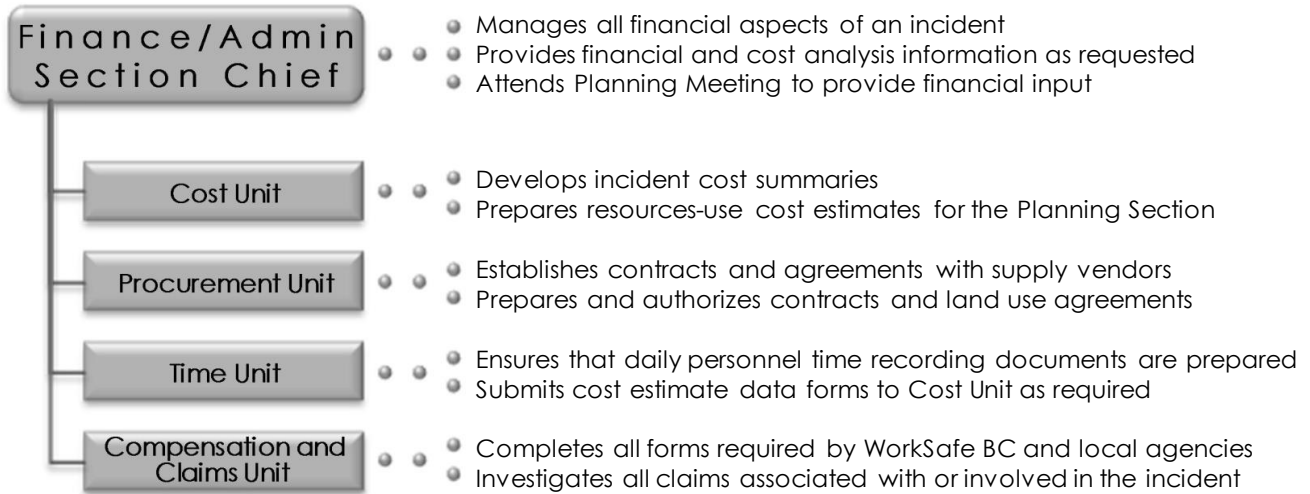 Finance/Admin
Section Chief
Manages all financial aspects of an incident
Provides financial and cost analysis information as requested
Attends Planning Meeting to provide financial input
Cost Unit
Develops incident cost summaries
Prepares resources-use cost estimates for the Planning Section
Procurement Unit
Establishes contracts and agreements with supply vendors
Prepares and authorizes contracts and land use agreements
Time Unit
Ensures that daily personnel time recording documents are prepared
Submits cost estimate data forms to Cost Unit as required
Compensation and
Claims Unit
Completes all forms required by WorkSafe BC and local agencies
Investigates all claims associated with or involved in the incident